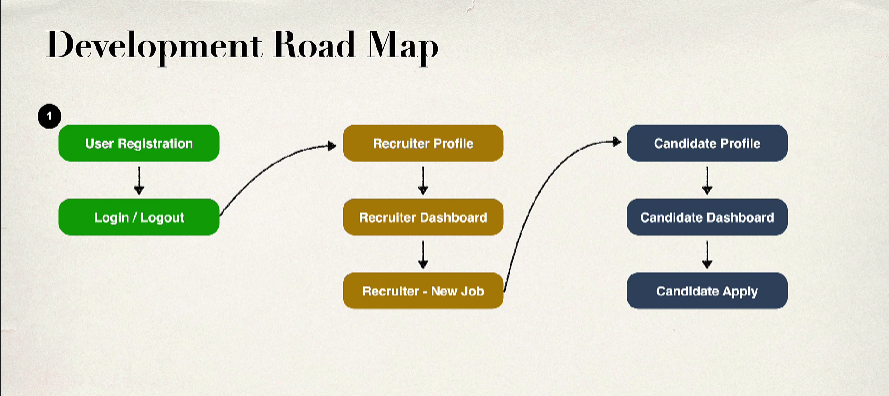 Development Road Map
1
User Registration
Login / Logout
Recruiter Profile
Recruiter Dashboard
Recruiter - New Job
Candidate Profile
Candidate Dashboard
Candidate Apply